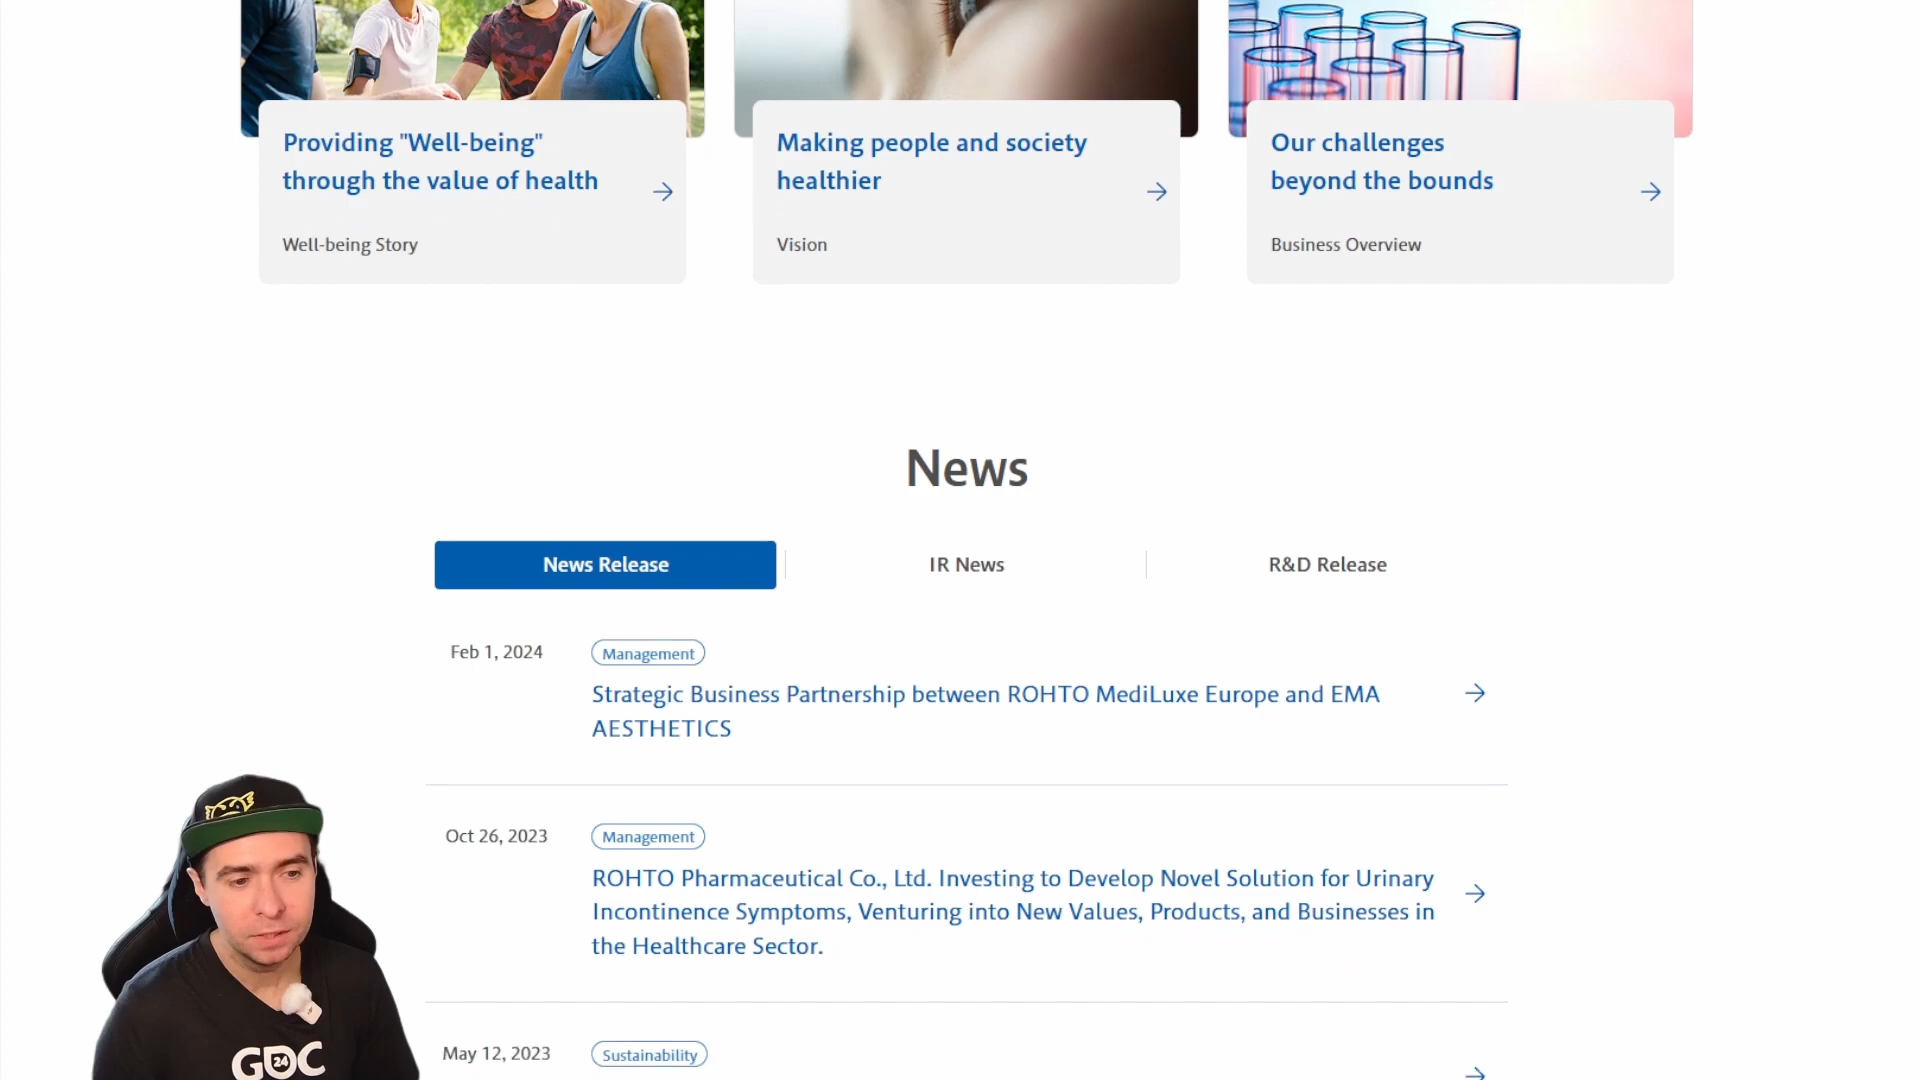 Providing "Well-being"
through the value of health
Well-being Story
Making people and society
healthier
Vision
Our challenges
beyond the bounds
Business Overview
News
News Release
IR News
R&D Release
Feb 1, 2024
Management
Strategic Business Partnership between ROHTO MediLuxe Europe and EMA
AESTHETICS
Oct 26, 2023
Management
ROHTO Pharmaceutical Co., Ltd. Investing to Develop Novel Solution for Urinary
Incontinence Symptoms, Venturing into New Values, Products, and Businesses in
the Healthcare Sector.
May 12, 2023
Sustainability
GDC
24